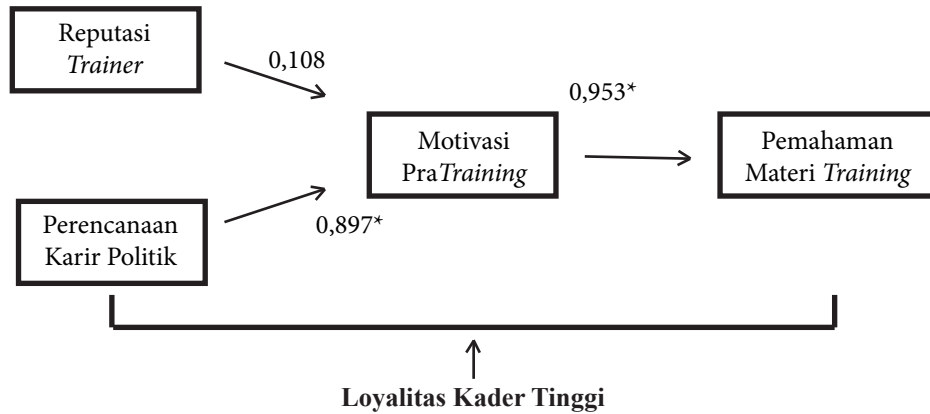 Reputasi
Trainer
0,108
0,953*
Motivasi
PraTraining
Pemahaman
Materi Training
Perencanaan
Karir Politik
0,897*
Loyalitas Kader Tinggi